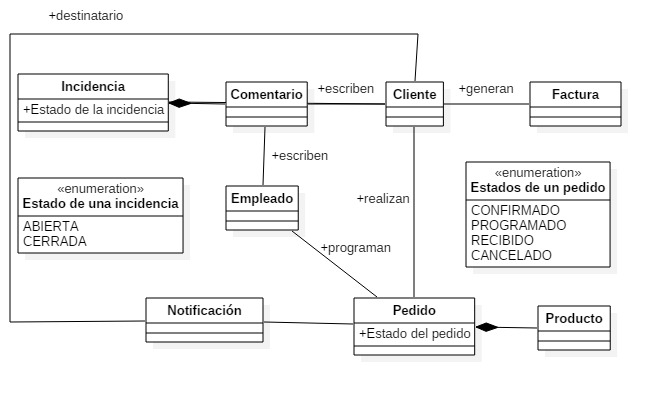 +destinatario
Incidencia
+Estado de la incidencia
Comentario
+escriben
Cliente
+generan
Factura
+escriben
«enumeration»
Estado de una incidencia
ABIERTA
CERRADA
Empleado
+realizan
«enumeration»
Estados de un pedido
CONFIRMADO
PROGRAMADO
RECIBIDO
CANCELADO
+programan
Notificación
Pedido
+Estado del pedido
Producto